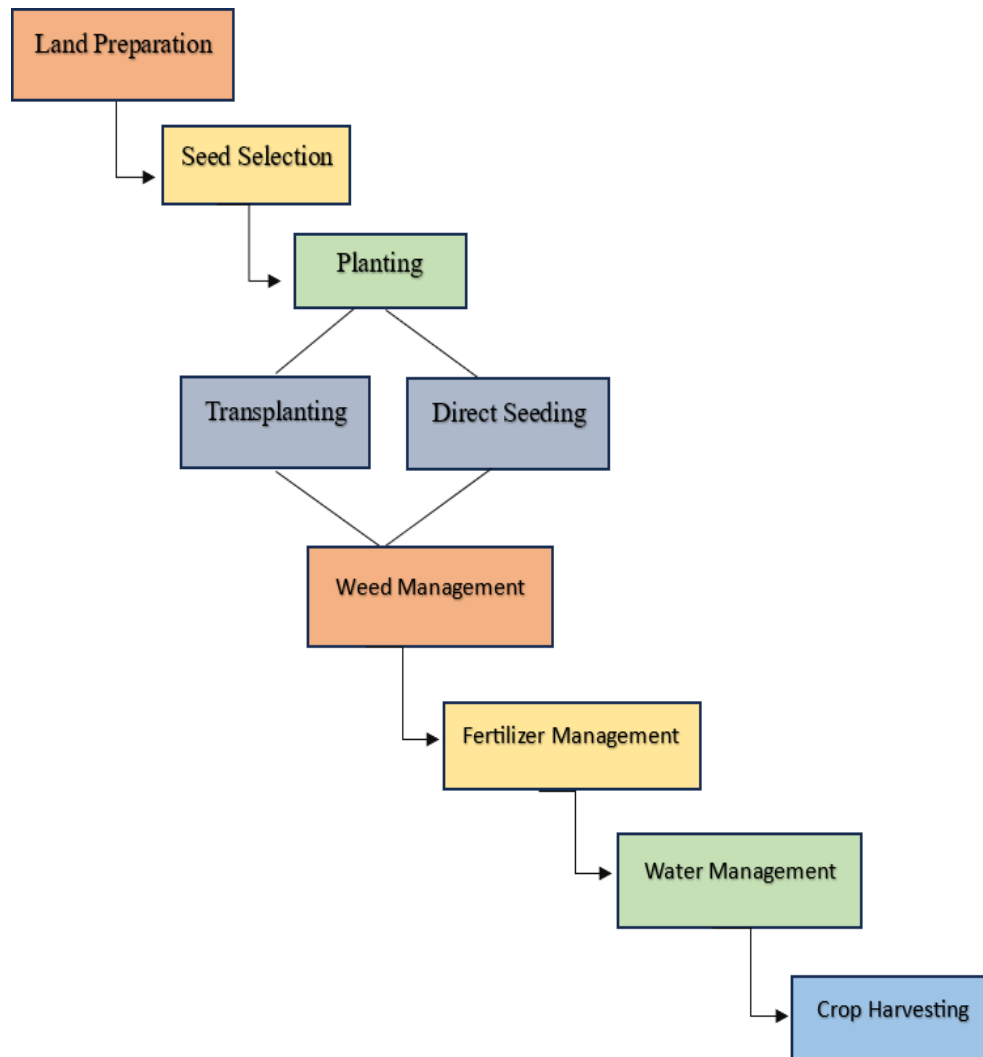 Land Preparation
Seed Selection
Planting
Transplanting
Direct Seeding
Weed Management
Fertilizer Management
Water Management
Crop Harvesting